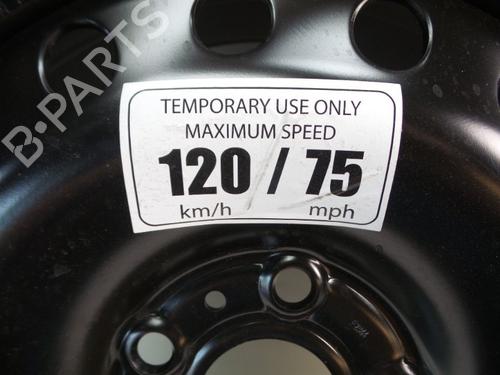 B-PARTS
TEMPORARY USE ONLY
MAXIMUM SPEED
120 / 75
km/h mph